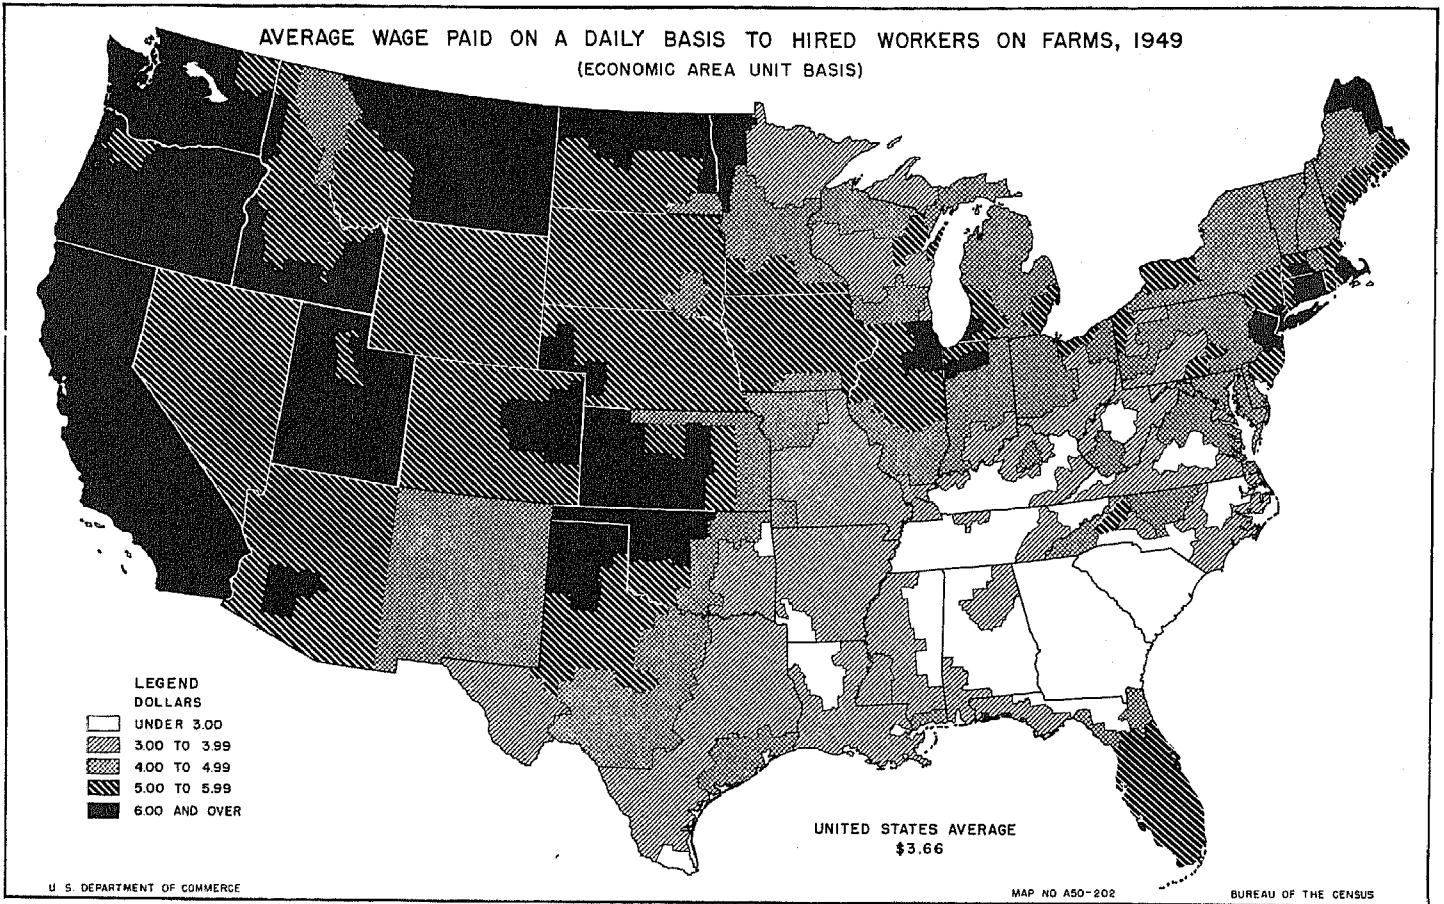 AVERAGE WAGE PAID ON A DAILY BASIS TO HIRED WORKERS ON FARMS, 1949
(ECONOMIC AREA UNIT BASIS)
LEGEND
DOLLARS
UNDER 3.00
3.00 TO 3.99
4.00 TO 4.99
5.00 TO 5.99
6.00 AND OVER
UNITED STATES AVERAGE
$3.66
U S. DEPARTMENT OF COMMERCE
MAP NO A50-202
BUREAU OF THE CENSUS